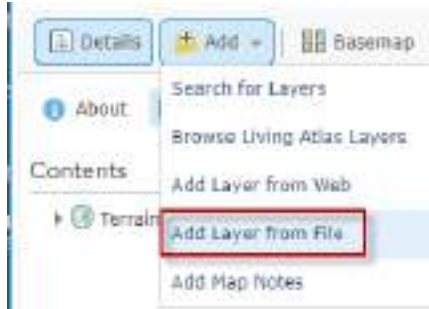 Details Add Basemap
Search for Layers
About
Browse Living Atlas Layers
Contents
Add Layer from Web
Terrain
Add Layer from File
Add Map Notes